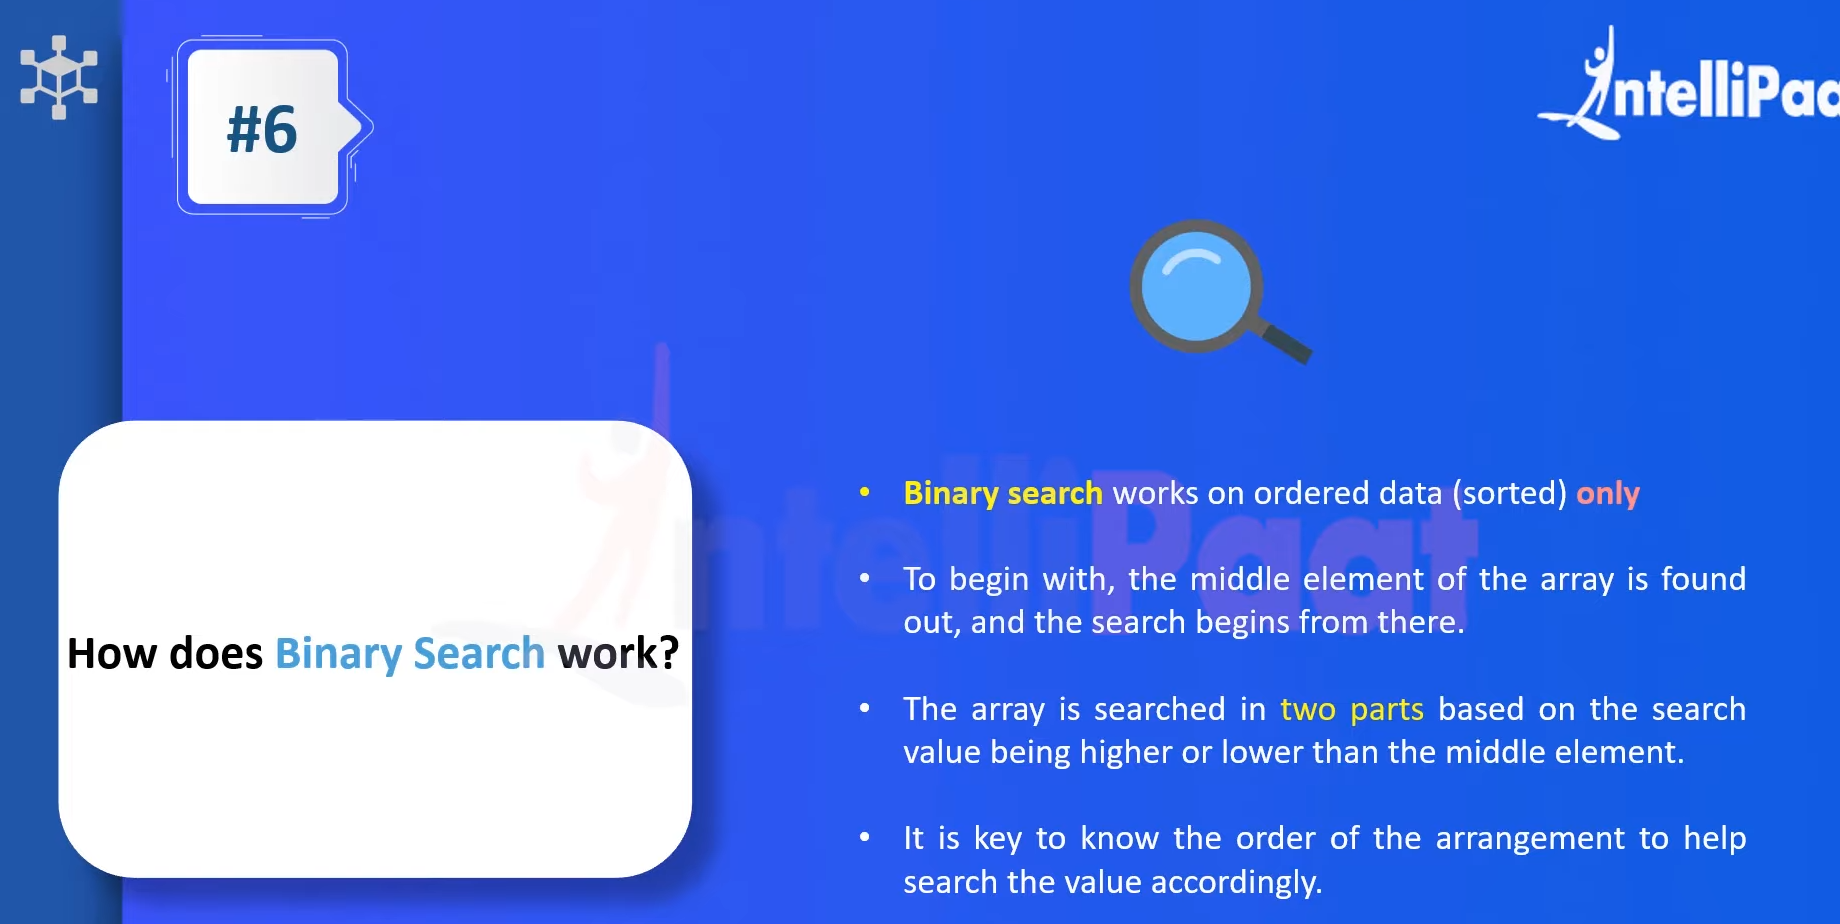 #6
IntelliPaa
How does Binary Search work?
IntelliPaat
• Binary search works on ordered data (sorted) only
• To begin with, the middle element of the array is found
out, and the search begins from there.
• The array is searched in two parts based on the search
value being higher or lower than the middle element.
• It is key to know the order of the arrangement to help
search the value accordingly.